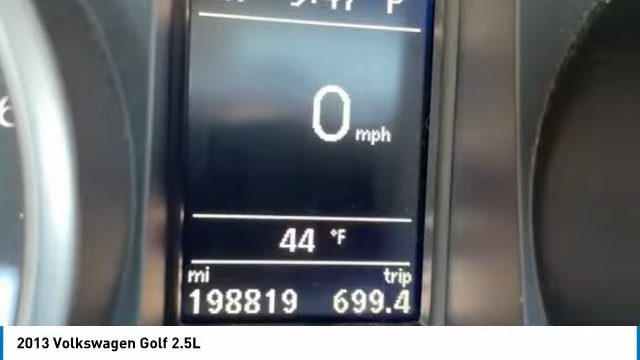 0 mph
44 °F
mi trip
198819 699.4
2013 Volkswagen Golf 2.5L